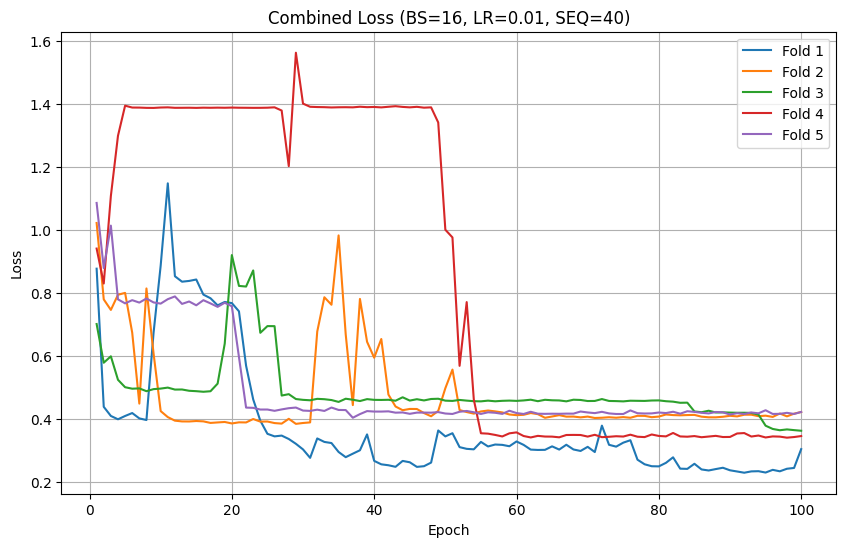 Combined Loss (BS=16, LR=0.01, SEQ=40)
1.6
1.4
1.2
1.0
0.8
0.6
0.4
0.2
Loss
Fold 1
Fold 2
Fold 3
Fold 4
Fold 5
0 20 40 60 80 100
Epoch